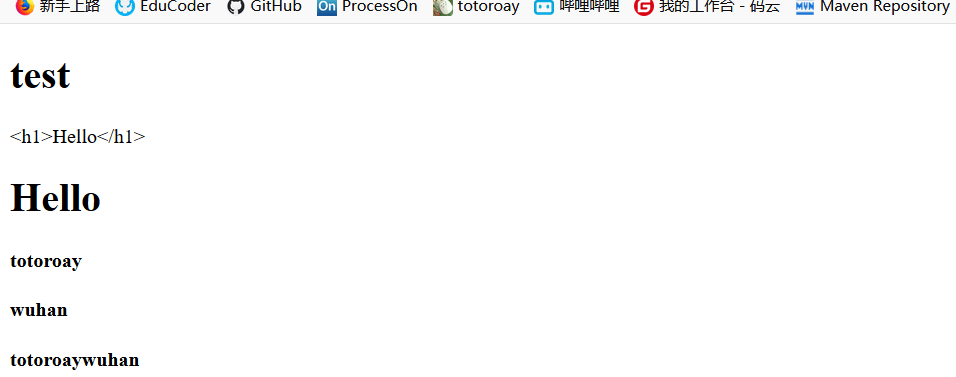 新手上路 EduCoder GitHub ProcessOn totoroay 哔哩哔哩 我的工作台 - 码云 Maven Repository
test
<h1>Hello</h1>
Hello
totoroay
wuhan
totoroaywuhan